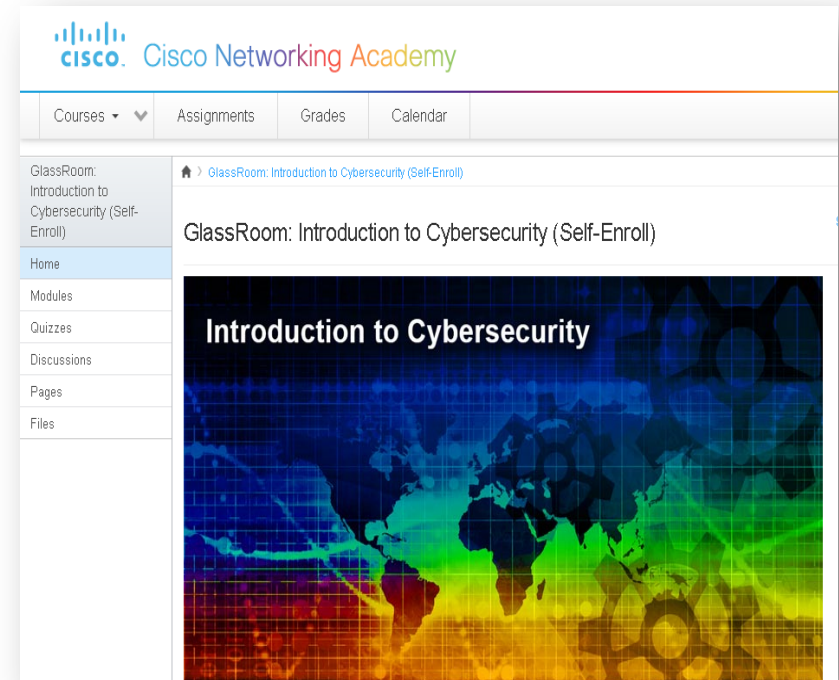 cisco. Cisco Networking Academy
Courses Assignments Grades Calendar
GlassRoom:
Introduction to
Cybersecurity (Self-
Enroll)
Home
Modules
Quizzes
Discussions
Pages
Files
GlassRoom: Introduction to Cybersecurity (Self-Enroll)
GlassRoom: Introduction to Cybersecurity (Self-Enroll)
Introduction to Cybersecurity